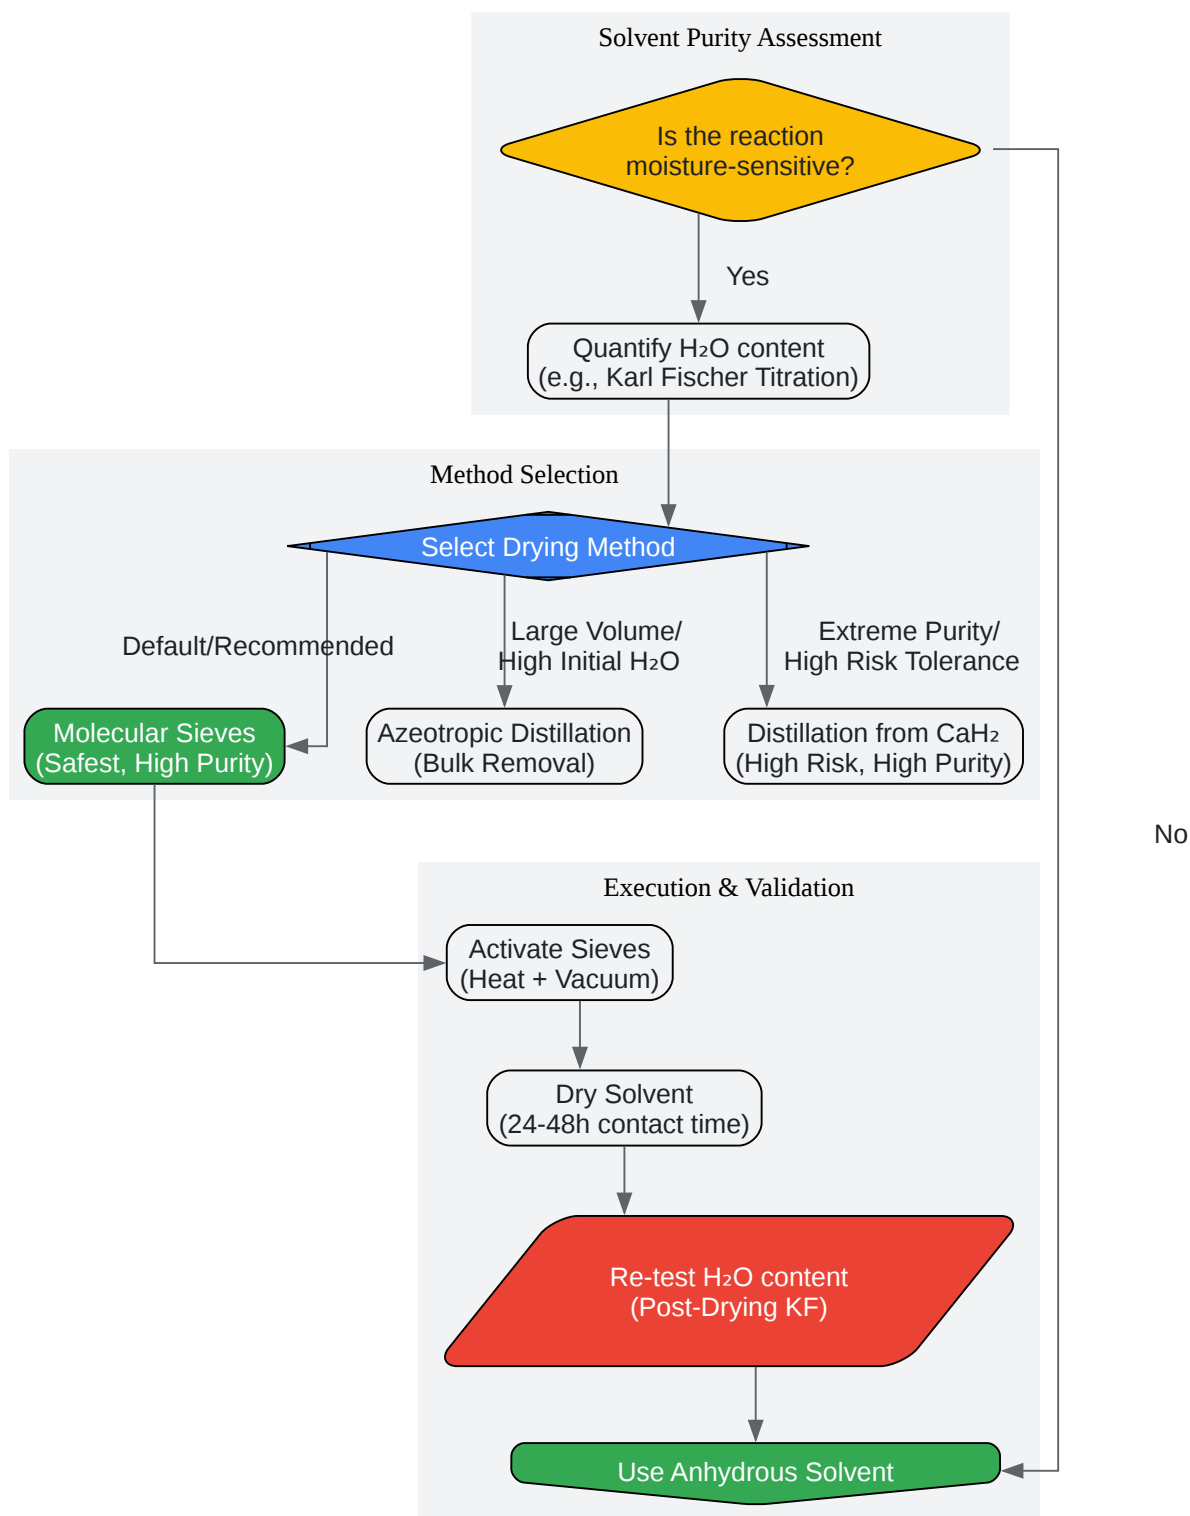 Solvent Purity Assessment
Is the reaction
moisture-sensitive?
Yes
Quantify H₂O content
(e.g., Karl Fischer Titration)
Method Selection
Select Drying Method
Default/Recommended
Large Volume/
High Initial H₂O
Extreme Purity/
High Risk Tolerance
Molecular Sieves
(Safest, High Purity)
Azeotropic Distillation
(Bulk Removal)
Distillation from CaH₂
(High Risk, High Purity)
No
Execution & Validation
Activate Sieves
(Heat + Vacuum)
Dry Solvent
(24-48h contact time)
Re-test H₂O content
(Post-Drying KF)
Use Anhydrous Solvent